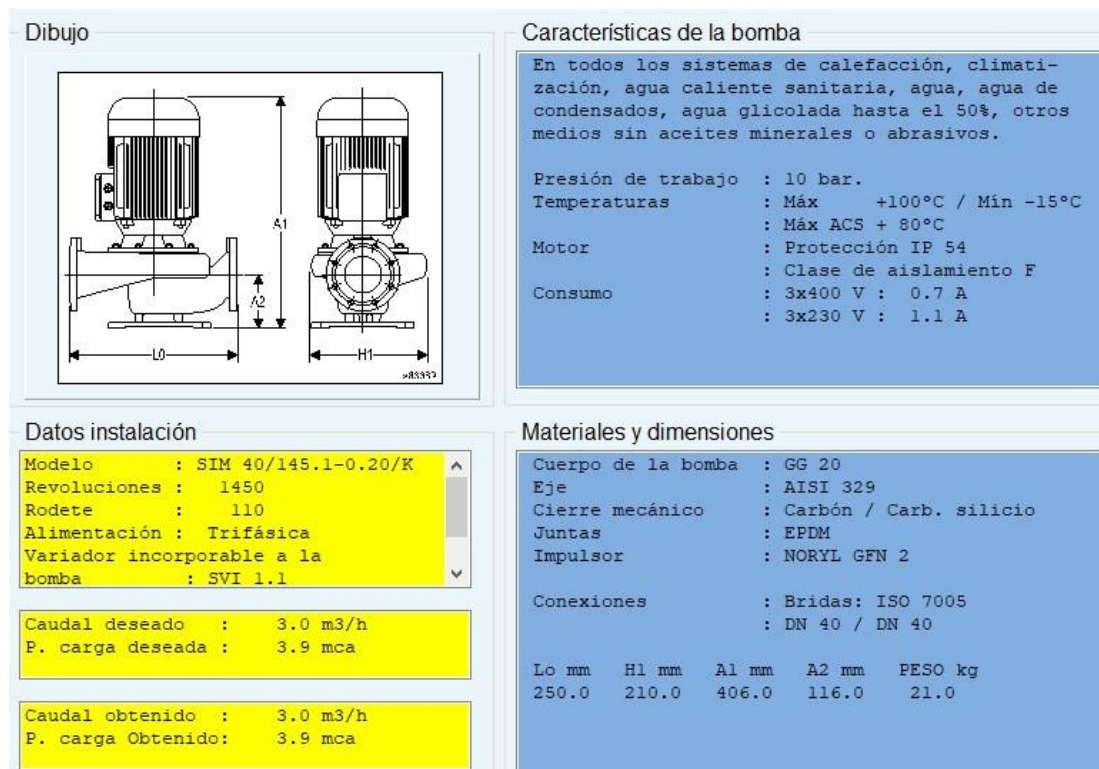 Dibujo
A1
A2
L0
H1
Características de la bomba
En todos los sistemas de calefacción, climati-
zación, agua caliente sanitaria, agua, agua de
condensados, agua glicolada hasta el 50%, otros
medios sin aceites minerales o abrasivos.
Presión de trabajo : 10 bar.
Temperaturas : Máx +100°C / Mín -15°C
: Máx ACS + 80°C
Motor : Protección IP 54
: Clase de aislamiento F
Consumo : 3x400 V : 0.7 A
: 3x230 V : 1.1 A
Datos instalación
Modelo : SIM 40/145.1-0.20/K
Revoluciones : 1450
Rodete : 110
Alimentación : Trifásica
Variador incorporable a la
bomba : SVI 1.1
Caudal deseado : 3.0 m3/h
P. carga deseada : 3.9 mca
Caudal obtenido : 3.0 m3/h
P. carga Obtenido: 3.9 mca
Materiales y dimensiones
Cuerpo de la bomba : GG 20
Eje : AISI 329
Cierre mecánico : Carbón / Carb. silicio
Juntas : EPDM
Impulsor : NORYL GFN 2
Conexiones : Bridas: ISO 7005
: DN 40 / DN 40
Lo mm H1 mm A1 mm A2 mm PESO kg
250.0 210.0 406.0 116.0 21.0